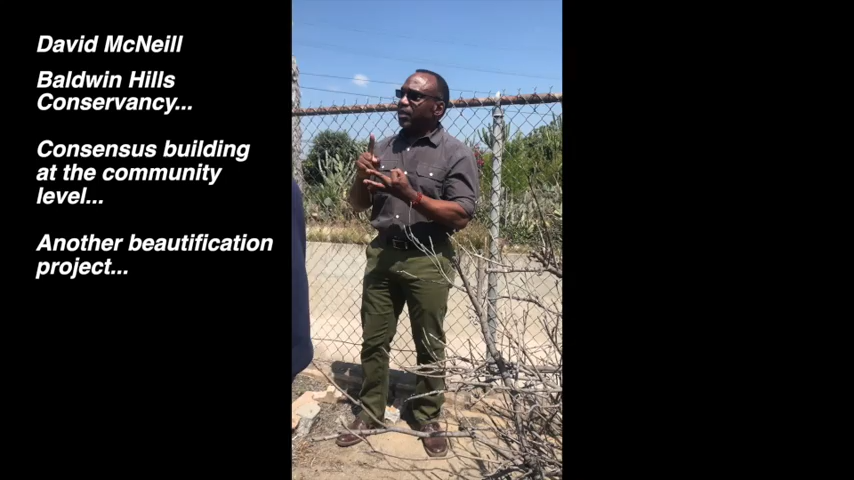 David McNeill
Baldwin Hills
Conservancy...
Consensus building
at the community
level...
Another beautification
project...